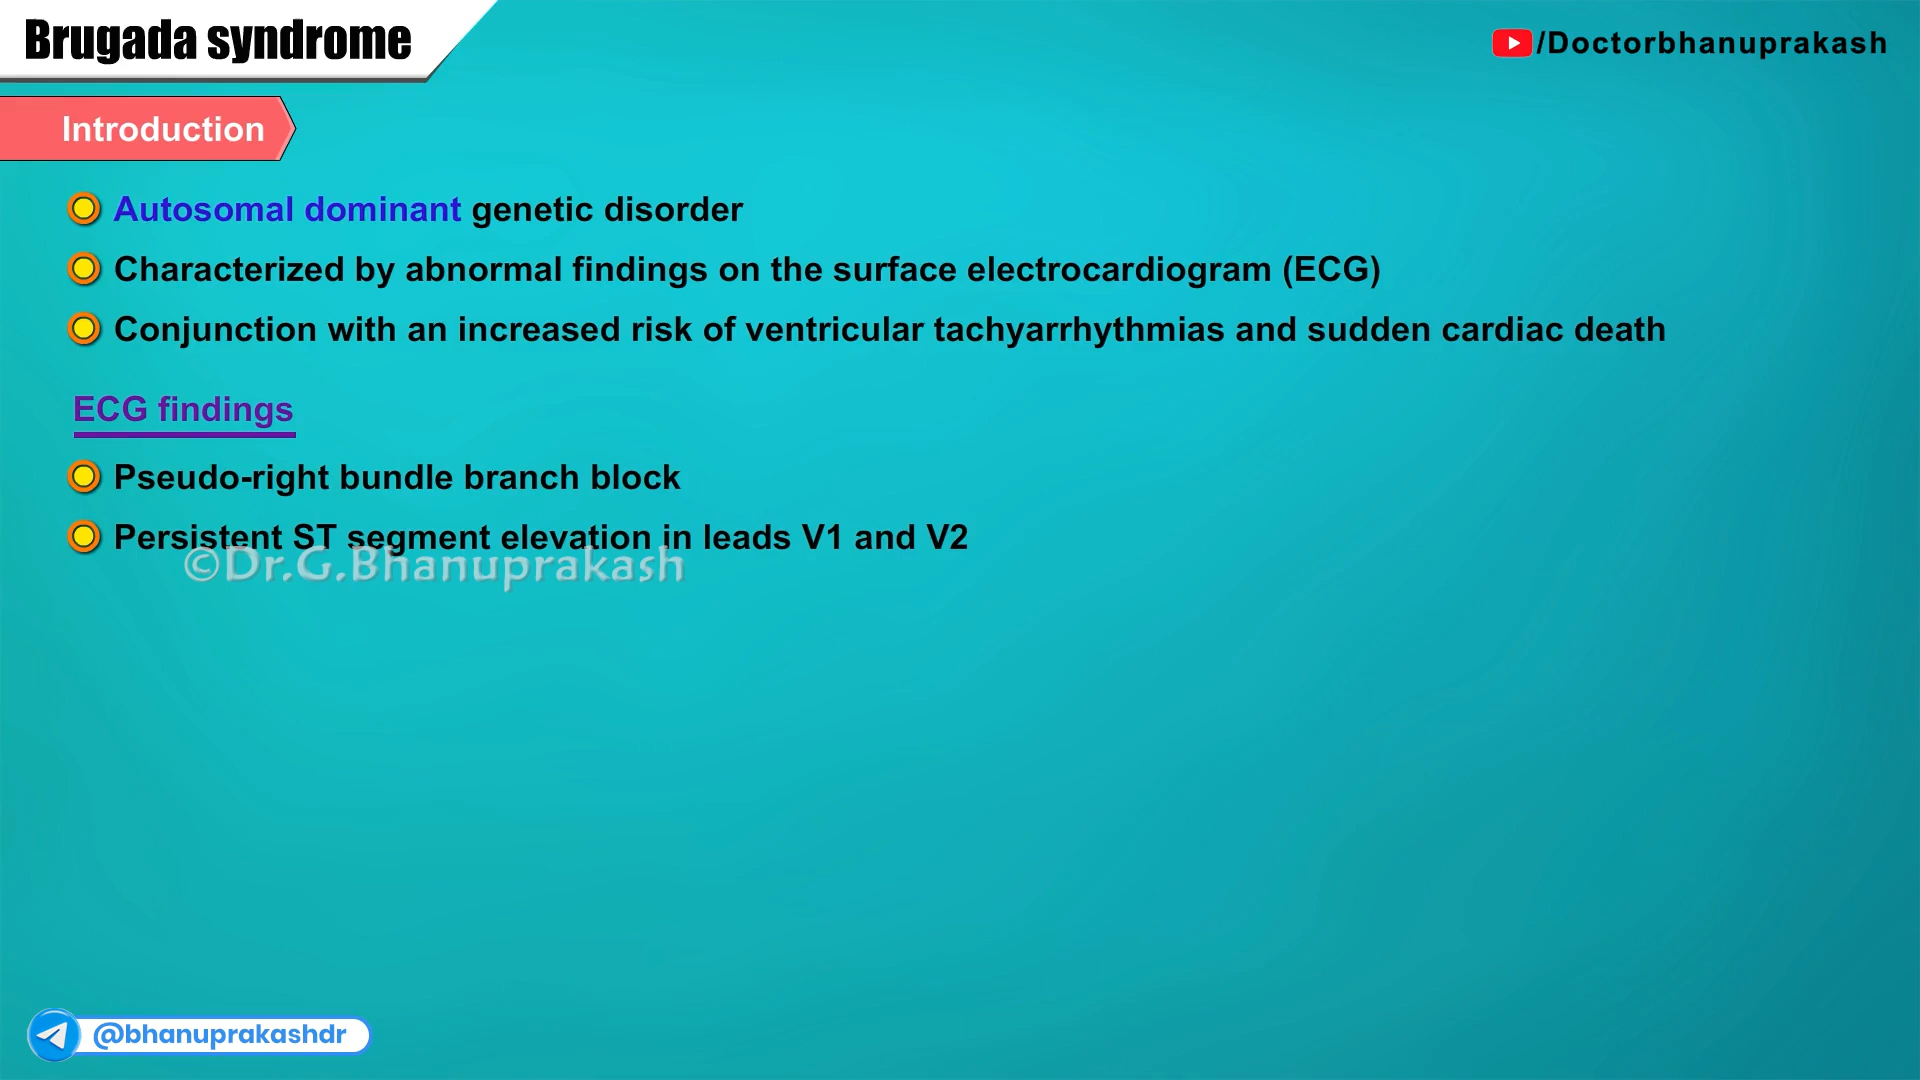 Brugada syndrome
/Doctorbhanuprakash
Introduction
Autosomal dominant genetic disorder
Characterized by abnormal findings on the surface electrocardiogram (ECG)
Conjunction with an increased risk of ventricular tachyarrhythmias and sudden cardiac death
ECG findings
Pseudo-right bundle branch block
Persistent ST segment elevation in leads V1 and V2
©Dr.G.Bhanuprakash
@bhanuprakashdr